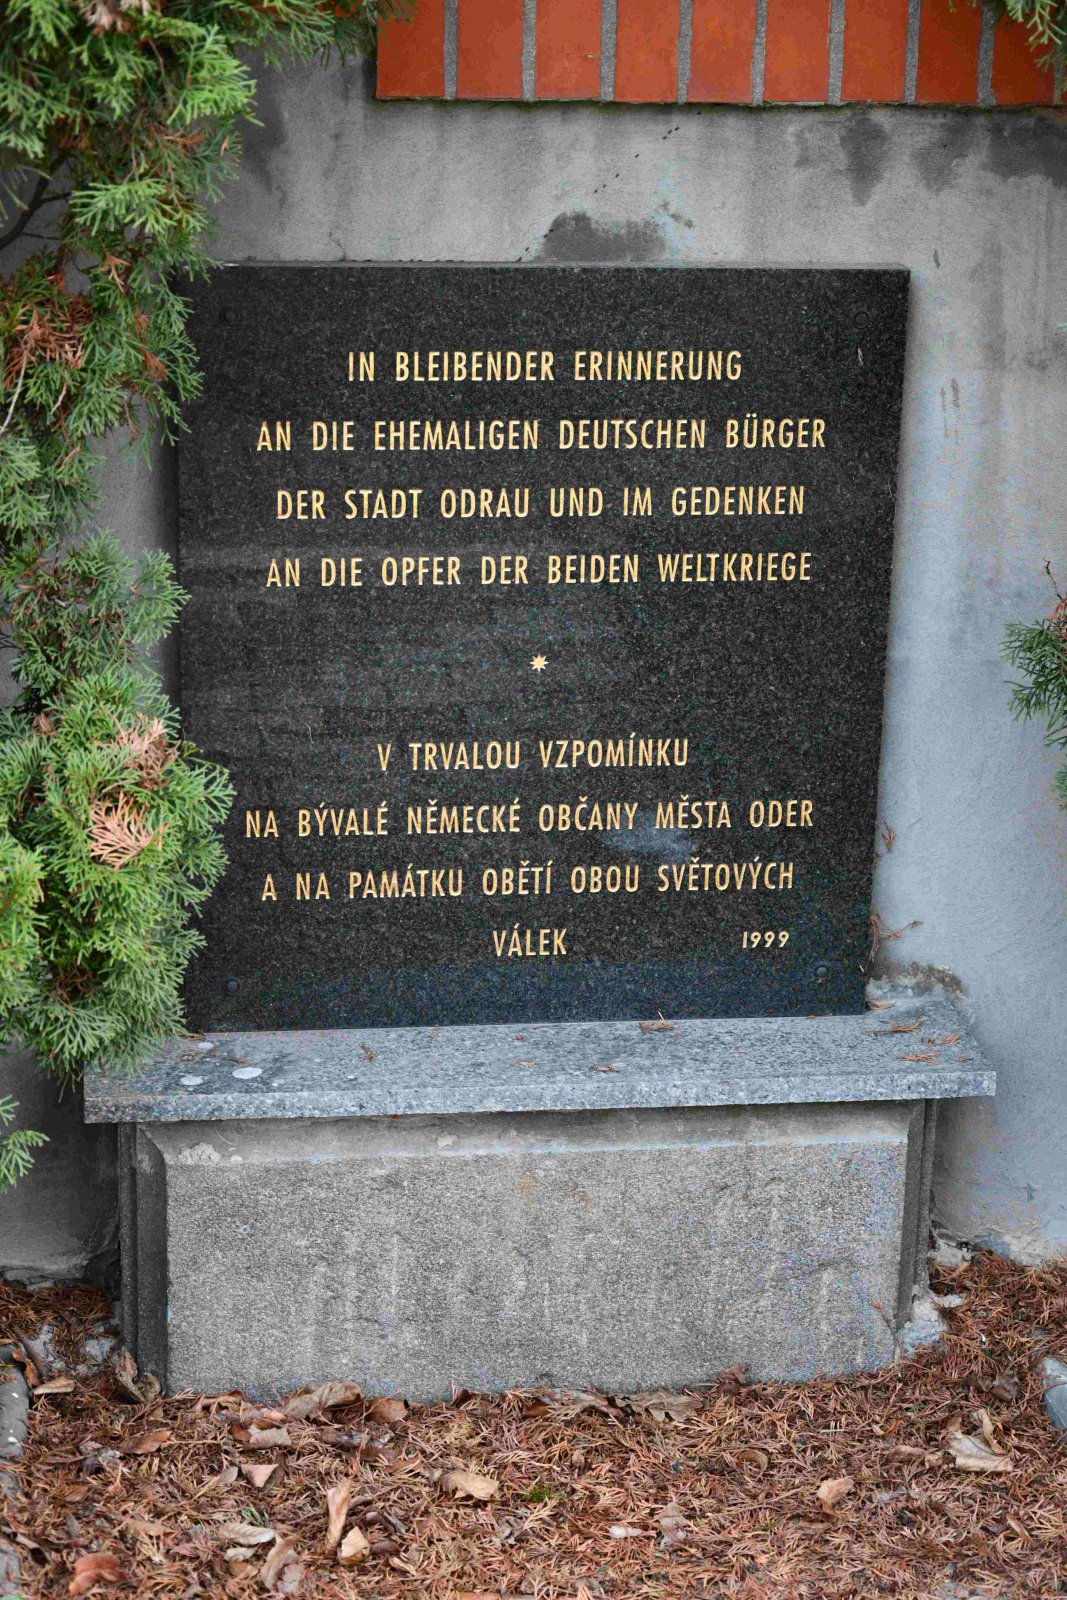 IN BLEIBENDER ERINNERUNG
AN DIE EHEMALIGEN DEUTSCHEN BÜRGER
DER STADT ODRAU UND IM GEDENKEN
AN DIE OPFER DER BEIDEN WELTKRIEGE
V TRVALOU VZPOMÍNKU
NA BÝVALÉ NĚMECKÉ OBČANY MĚSTA ODER
A NA PAMÁTKU OBĚTÍ OBOU SVĚTOVÝCH
VÁLEK 1999